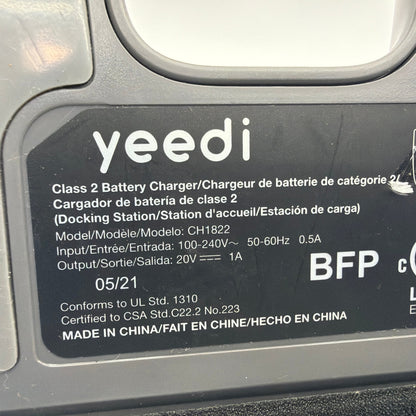 yeedi
Class 2 Battery Charger/Chargeur de batterie de catégorie 2/
Cargador de batería de clase 2
(Docking Station/Station d'accueil/Estación de carga)
Model/Modèle/Modelo: CH1822
Input/Entrée/Entrada: 100-240V~ 50-60Hz 0.5A
Output/Sortie/Salida: 20V⎓ 1A
BFP
c
05/21
Conforms to UL Std. 1310
Certified to CSA Std.C22.2 No.223
MADE IN CHINA/FAIT EN CHINE/HECHO EN CHINA